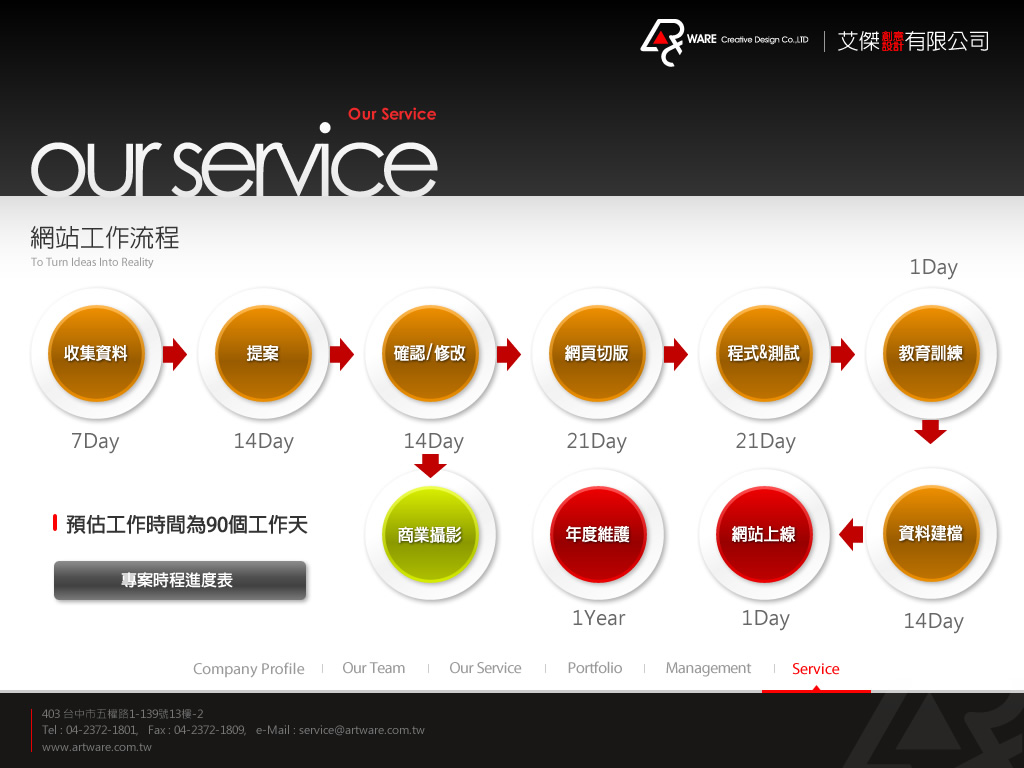 ARt WARE Creative Design Co.,LTD
艾傑創意設計有限公司
Our Service
our service
網站工作流程
To Turn Ideas Into Reality
1Day
收集資料
提案
確認/修改
網頁切版
程式&測試
教育訓練
7Day
14Day
14Day
21Day
21Day
商業攝影
年度維護
網站上線
資料建檔
1Year
1Day
14Day
預估工作時間為90個工作天
專案時程進度表
Company Profile
Our Team
Our Service
Portfolio
Management
Service
403 台中市五權路1-139號13樓-2
Tel : 04-2372-1801, Fax : 04-2372-1809, e-Mail : service@artware.com.tw
www.artware.com.tw